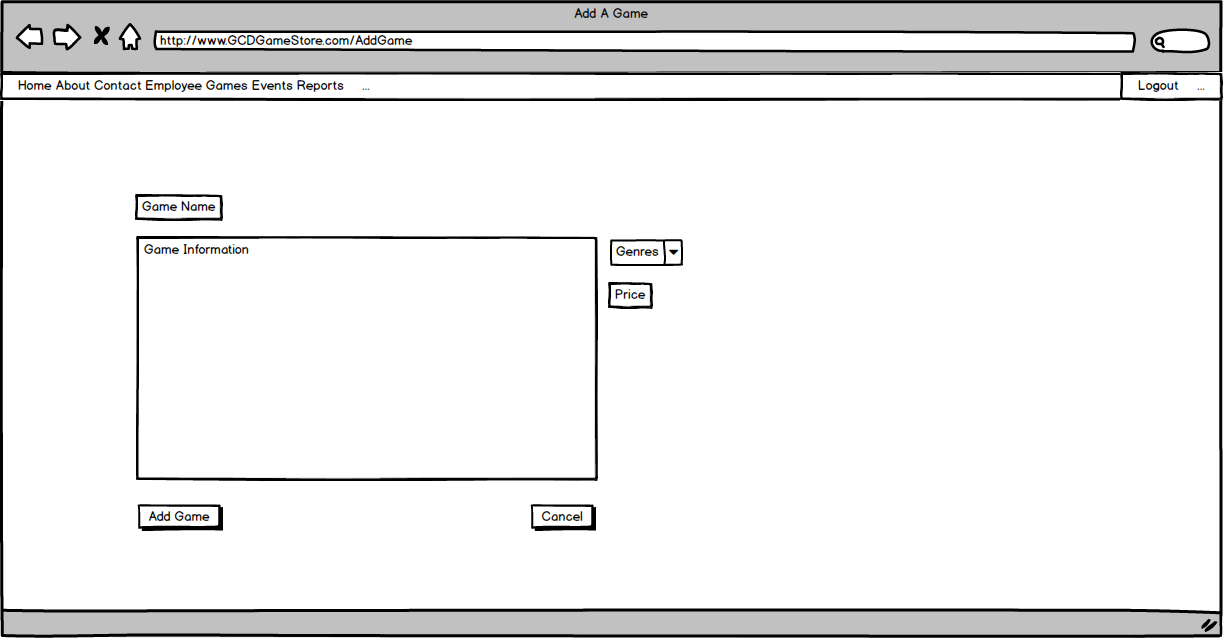 Add A Game
http://www.GCDGameStore.com/AddGame
Home About Contact Employee Games Events Reports ...
Logout ...
Game Name
Game Information
Genres
Price
Add Game
Cancel